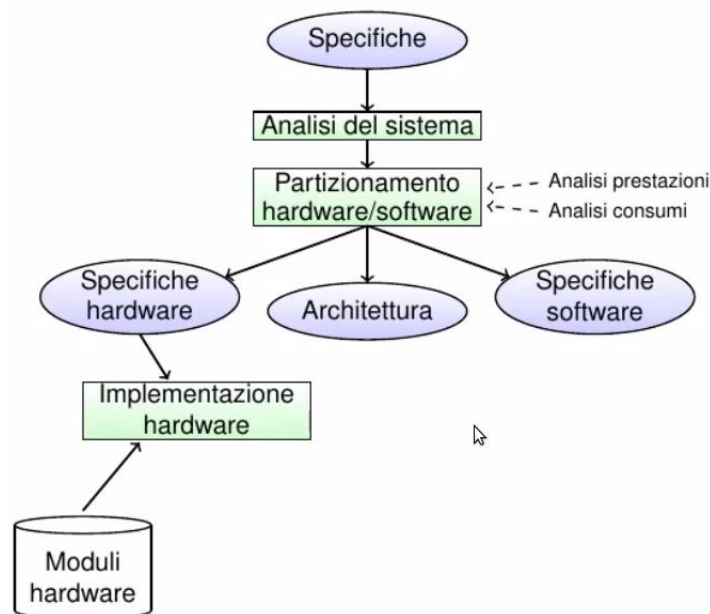 Specifiche
Analisi del sistema
Partizionamento
hardware/software
Analisi prestazioni
Analisi consumi
Specifiche
hardware
Architettura
Specifiche
software
Implementazione
hardware
Moduli
hardware